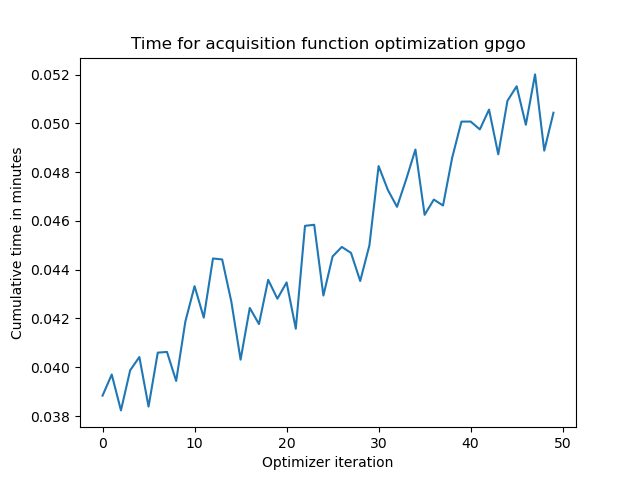 Time for acquisition function optimization gpgo
0.052
0.050
0.048
0.046
0.044
0.042
0.040
0.038
Cumulative time in minutes
0 10 20 30 40 50
Optimizer iteration